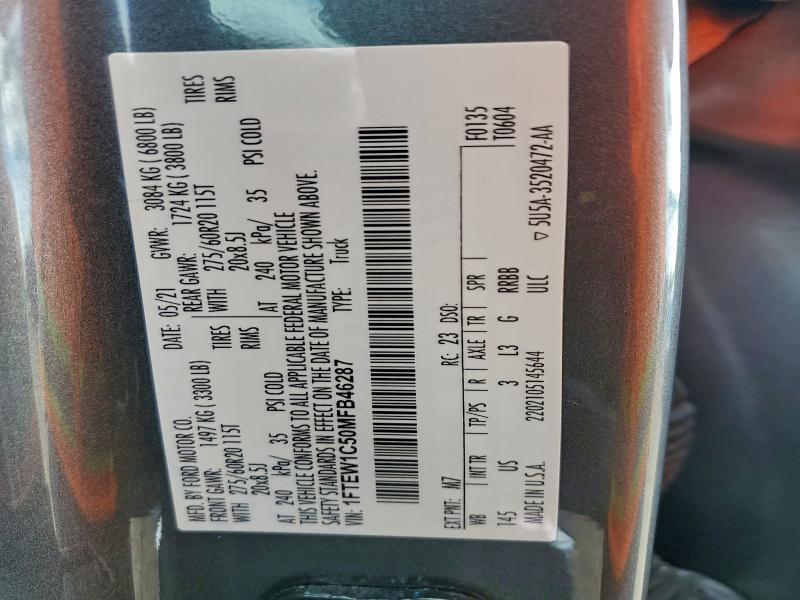 MFD. BY FORD MOTOR CO. DATE: 05/21 GVWR: 3084 KG ( 6800 LB)
FRONT GAWR: 1497 KG ( 3300 LB) REAR GAWR: 1724 KG ( 3800 LB)
WITH 275/60R20 115T TIRES WITH 275/60R20 115T TIRES
20x8.5J RIMS 20x8.5J RIMS
AT 240 kPa/ 35 PSI COLD AT 240 kPa/ 35 PSI COLD
THIS VEHICLE CONFORMS TO ALL APPLICABLE FEDERAL MOTOR VEHICLE
SAFETY STANDARDS IN EFFECT ON THE DATE OF MANUFACTURE SHOWN ABOVE.
VIN: 1FTEW1C50MFB46287 TYPE: Truck
EXT PNT: M7 RC: 23 DSO: F0135
WB INT TR TP/PS R AXLE TR SPR T0604
145 US 3 L3 G RRBB
MADE IN U.S.A. 22021105145644 ULC ▽ 5U5A-3520472-AA